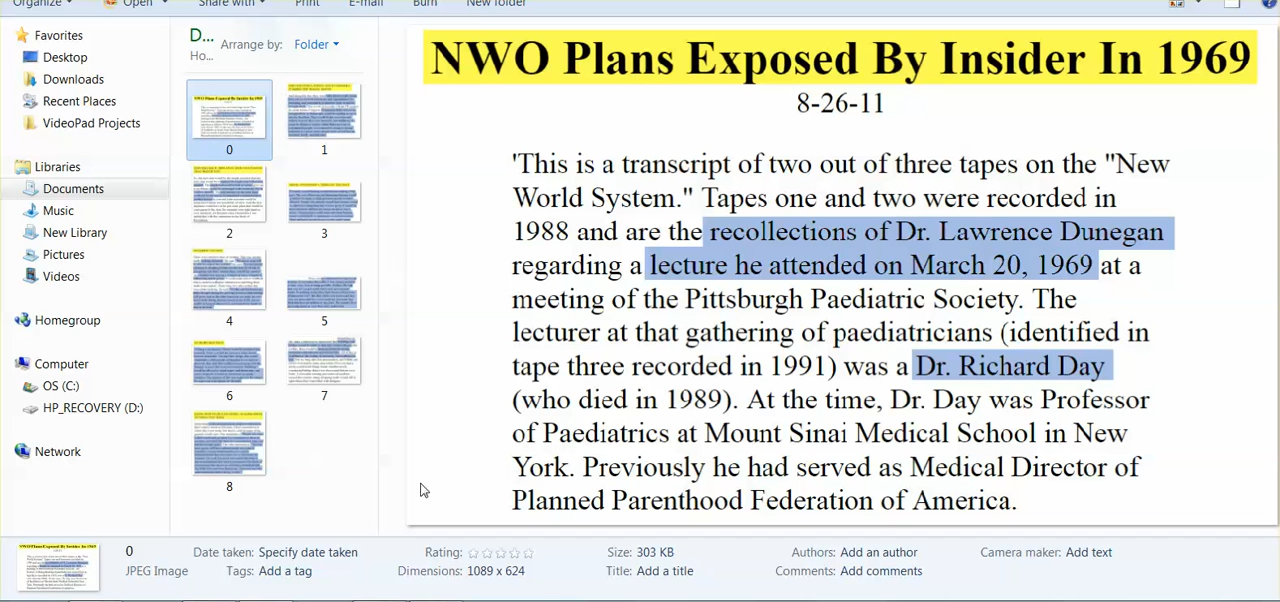 Organize
Open
Share with
Print
E-mail
Burn
New folder
Favorites
Desktop
Downloads
Recent Places
VideoPad Projects
Libraries
Documents
Music
New Library
Pictures
Videos
Homegroup
Computer
OS (C:)
HP_RECOVERY (D:)
Network
D...
Ho...
Arrange by: Folder
0
1
2
3
4
5
6
7
8
NWO Plans Exposed By Insider In 1969
8-26-11
'This is a transcript of two out of three tapes on the "New
World System." Tapes one and two were recorded in
1988 and are the recollections of Dr. Lawrence Dunegan
regarding a lecture he attended on March 20, 1969 at a
meeting of the Pittsburgh Paediatric Society. The
lecturer at that gathering of paediatricians (identified in
tape three recorded in 1991) was a Dr. Richard Day
(who died in 1989). At the time, Dr. Day was Professor
of Paediatrics at Mount Sinai Medical School in New
York. Previously he had served as Medical Director of
Planned Parenthood Federation of America.
NWO Plans Exposed By Insider In 1969
0
JPEG Image
Date taken: Specify date taken
Tags: Add a tag
Rating:
Dimensions: 1089 x 624
Size: 303 KB
Title: Add a title
Authors: Add an author
Comments: Add comments
Camera maker: Add text